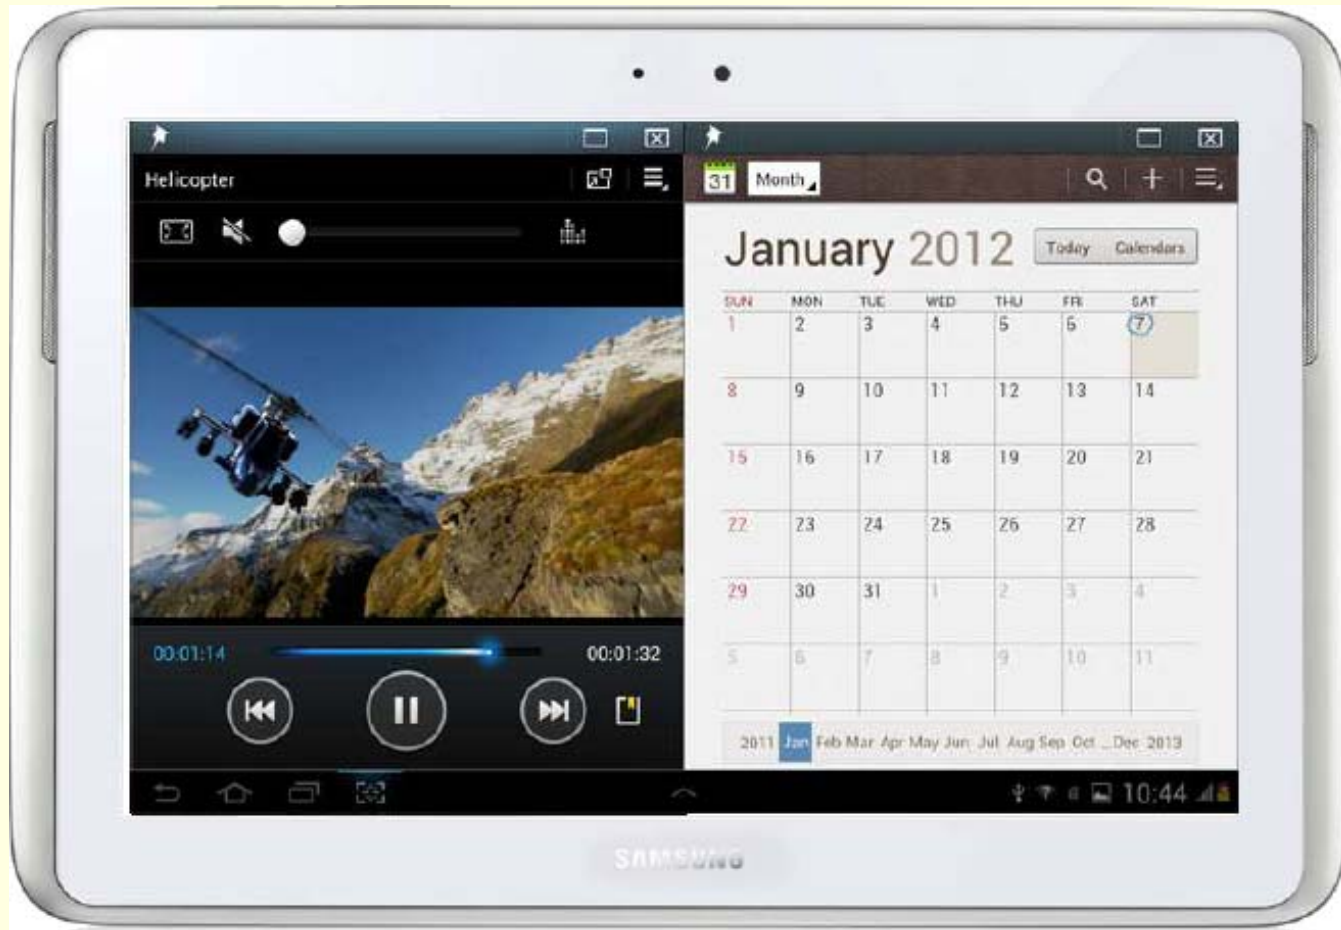 Helicopter
00:01:14
00:01:32
31 Month
January 2012 Today Calendars
SUN MON TUE WED THU FRI SAT
1 2 3 4 5 6 7
8 9 10 11 12 13 14
15 16 17 18 19 20 21
22 23 24 25 26 27 28
29 30 31 1 2 3 4
5 6 7 8 9 10 11
2011 Jan Feb Mar Apr May Jun Jul Aug Sep Oct .. Dec 2013
10:44
SAMSUNG